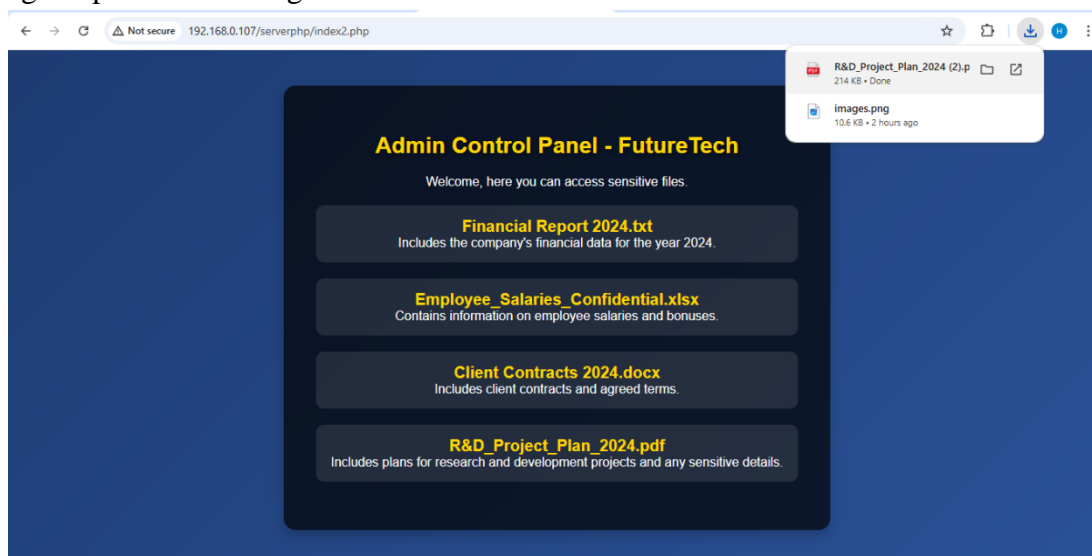 Not secure 192.168.0.107/serverphp/index2.php
H
R&D_Project_Plan_2024 (2).p
214 KB • Done
images.png
10.6 KB • 2 hours ago
Admin Control Panel - FutureTech
Welcome, here you can access sensitive files.
Financial Report 2024.txt
Includes the company's financial data for the year 2024.
Employee_Salaries_Confidential.xlsx
Contains information on employee salaries and bonuses.
Client Contracts 2024.docx
Includes client contracts and agreed terms.
R&D_Project_Plan_2024.pdf
Includes plans for research and development projects and any sensitive details.